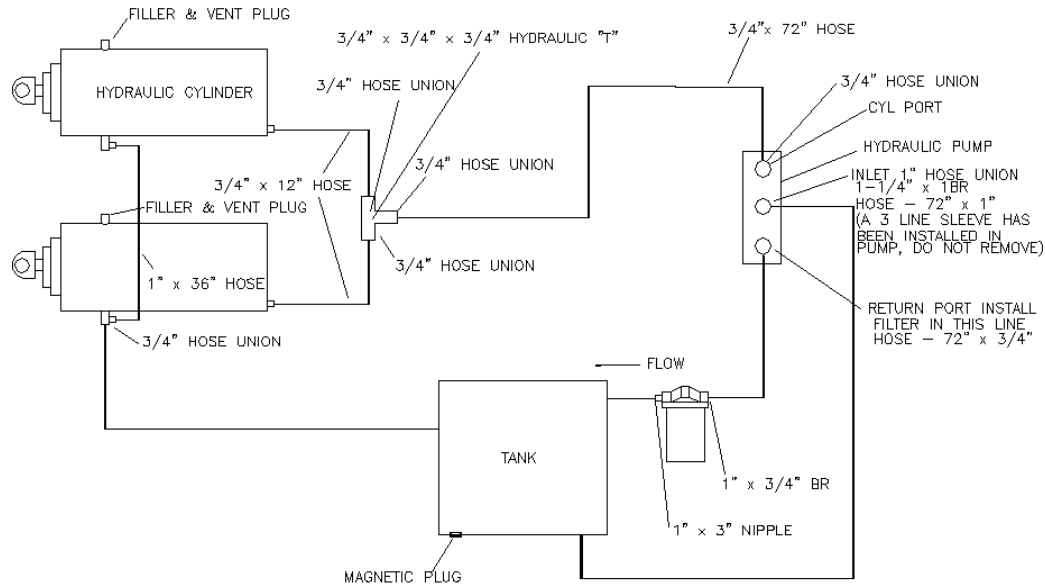 FILLER & VENT PLUG
3/4" x 3/4" x 3/4" HYDRAULIC "T"
3/4"x 72" HOSE
HYDRAULIC CYLINDER
3/4" HOSE UNION
3/4" HOSE UNION
CYL PORT
HYDRAULIC PUMP
3/4" HOSE UNION
3/4" x 12" HOSE
INLET 1" HOSE UNION
1-1/4" x 1BR
HOSE - 72" x 1"
(A 3 LINE SLEEVE HAS
BEEN INSTALLED IN
PUMP, DO NOT REMOVE)
FILLER & VENT PLUG
3/4" HOSE UNION
1" x 36" HOSE
RETURN PORT INSTALL
FILTER IN THIS LINE
HOSE - 72" x 3/4"
3/4" HOSE UNION
FLOW
TANK
1" x 3/4" BR
1" x 3" NIPPLE
MAGNETIC PLUG